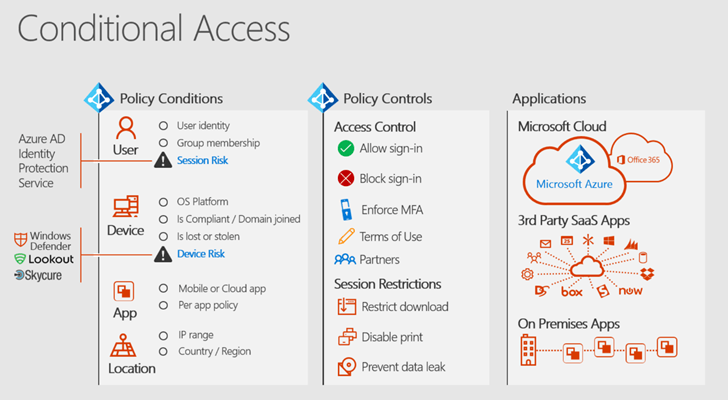 Conditional Access
Policy Conditions
Azure AD
Identity
Protection
Service
User
User identity
Group membership
Session Risk
Windows
Defender
Lookout
Skycure
Device
OS Platform
Is Compliant / Domain joined
Is lost or stolen
Device Risk
App
Mobile or Cloud app
Per app policy
Location
IP range
Country / Region
Policy Controls
Access Control
Allow sign-in
Block sign-in
Enforce MFA
Terms of Use
Partners
Session Restrictions
Restrict download
Disable print
Prevent data leak
Applications
Microsoft Cloud
Microsoft Azure
Office 365
3rd Party SaaS Apps
box
now
On Premises Apps